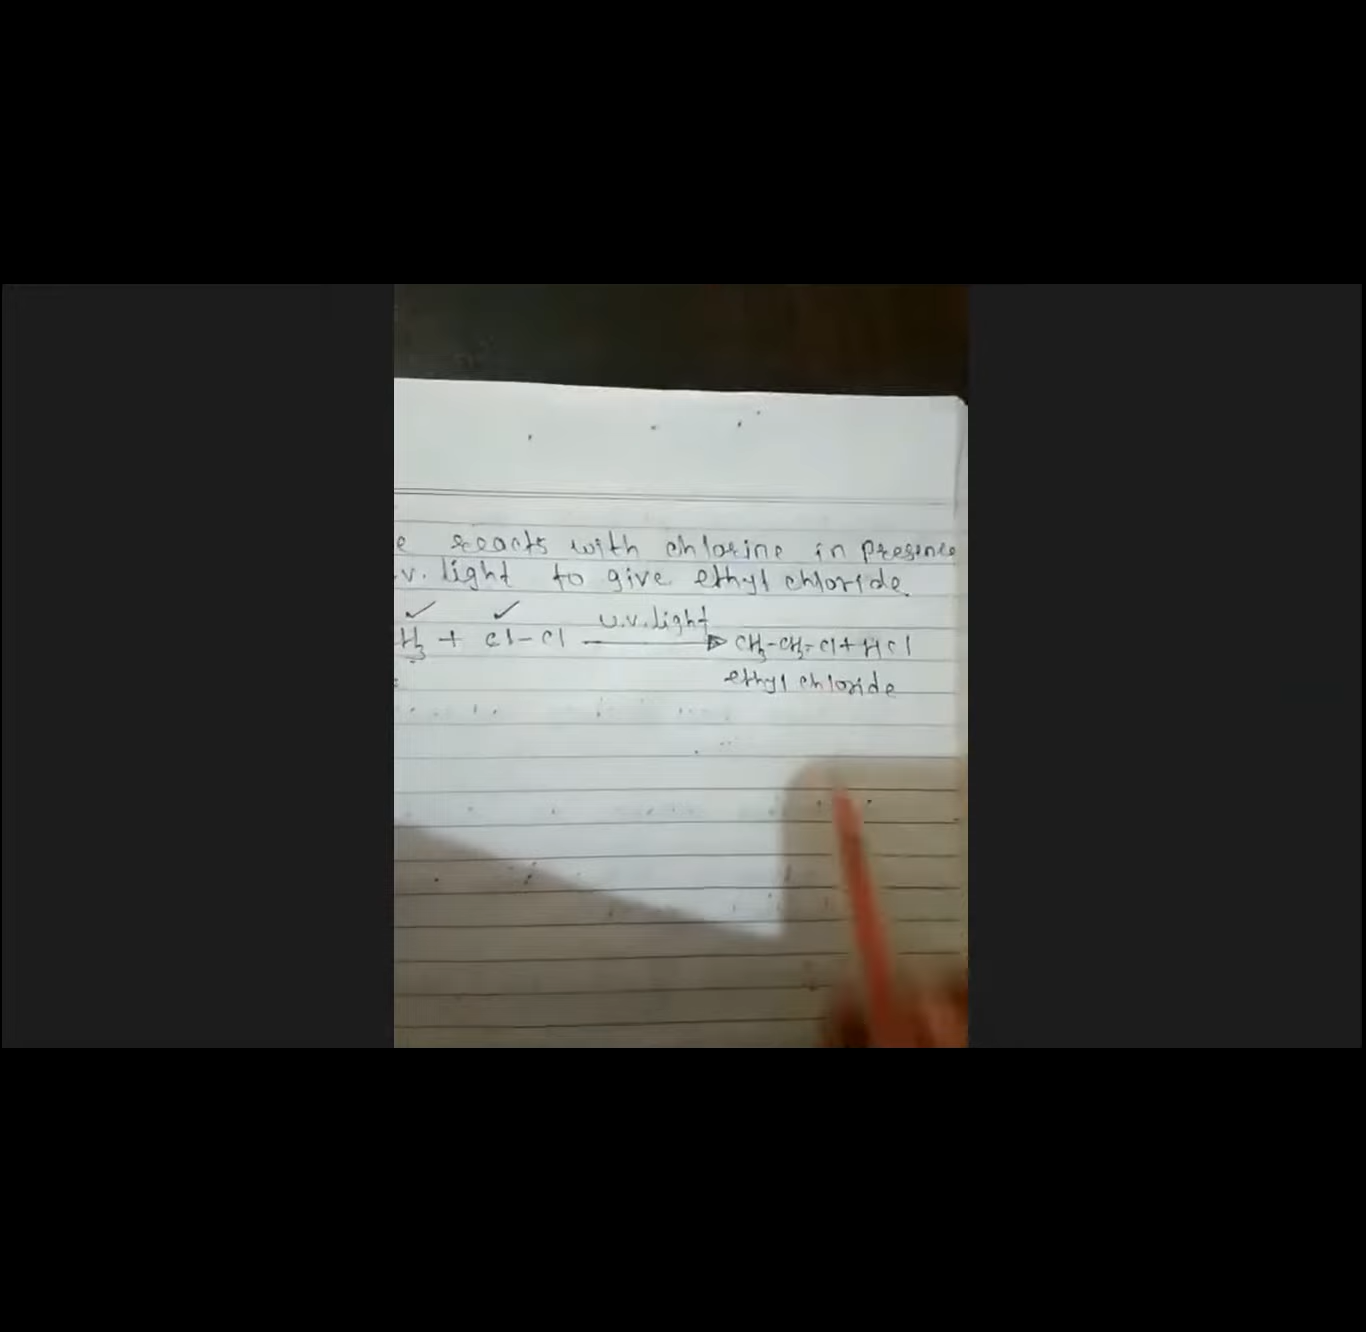 e reacts with chlorine in presence
.v. light to give ethyl chloride.
u.v. light
H₃ + Cl-Cl → CH₃-CH₂-Cl + HCl
ethyl chloride